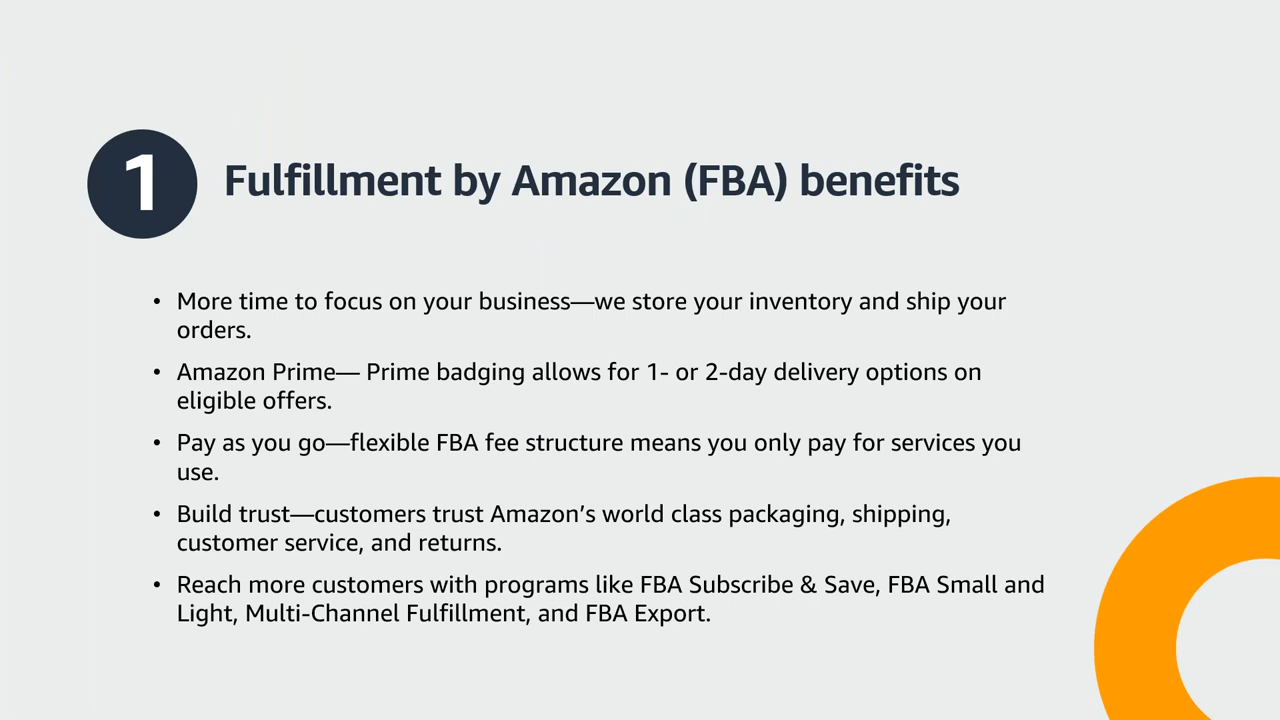 1
Fulfillment by Amazon (FBA) benefits
• More time to focus on your business—we store your inventory and ship your
orders.
• Amazon Prime— Prime badging allows for 1- or 2-day delivery options on
eligible offers.
• Pay as you go—flexible FBA fee structure means you only pay for services you
use.
• Build trust—customers trust Amazon’s world class packaging, shipping,
customer service, and returns.
• Reach more customers with programs like FBA Subscribe & Save, FBA Small and
Light, Multi-Channel Fulfillment, and FBA Export.